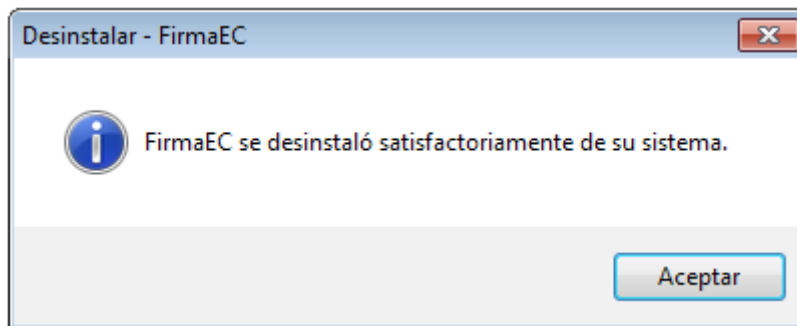 Desinstalar - FirmaEC
FirmaEC se desinstaló satisfactoriamente de su sistema.
Aceptar